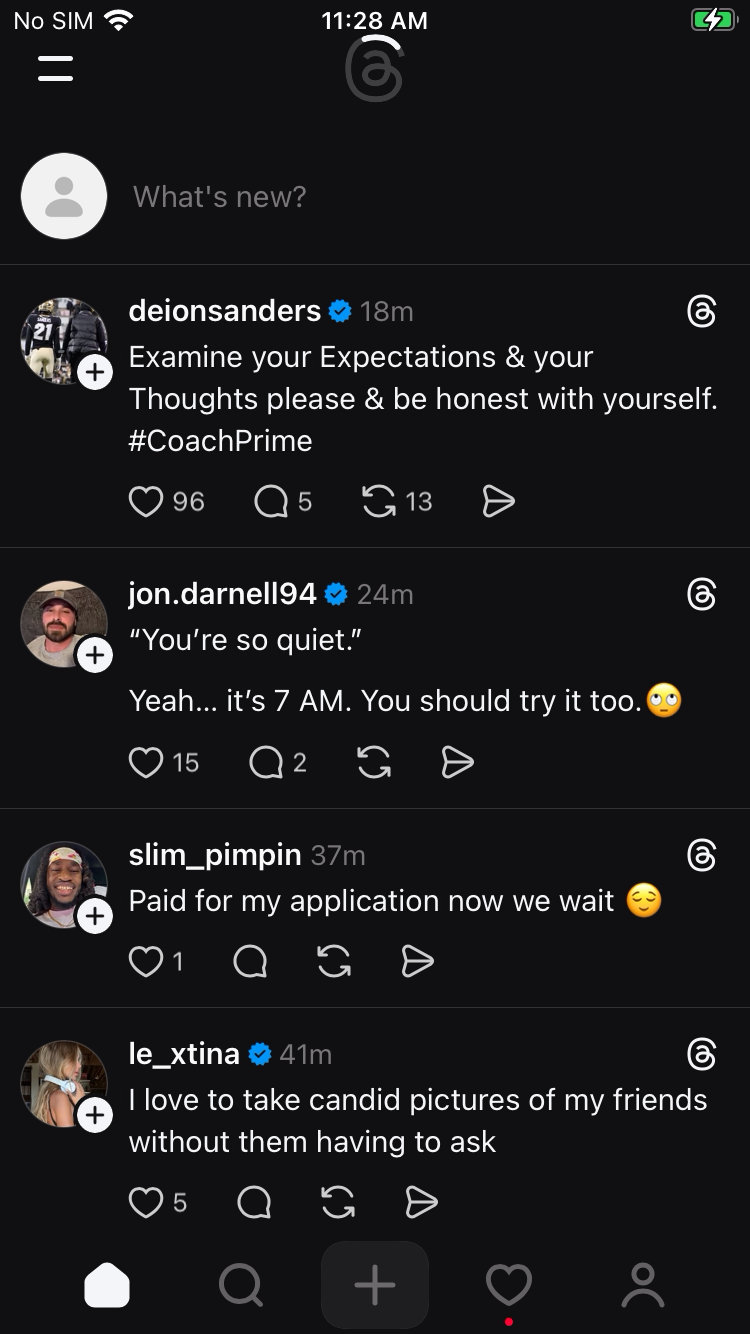 No SIM 11:28 AM
What's new?
deionsanders 18m
Examine your Expectations & your
Thoughts please & be honest with yourself.
#CoachPrime
96 5 13
jon.darnell94 24m
“You’re so quiet.”
Yeah... it’s 7 AM. You should try it too.🙄
15 2
slim_pimpin 37m
Paid for my application now we wait 😌
1
le_xtina 41m
I love to take candid pictures of my friends
without them having to ask
5